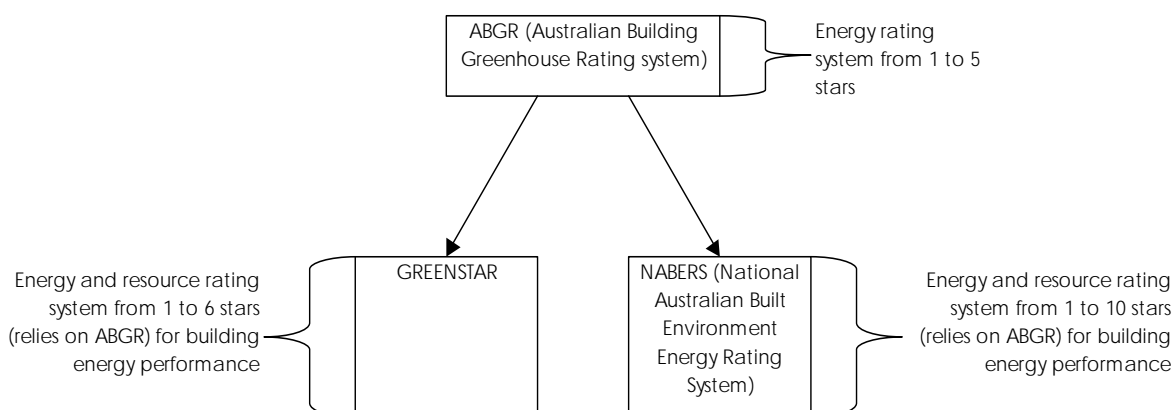 ABGR (Australian Building
Greenhouse Rating system)
Energy rating
system from 1 to 5
stars
Energy and resource rating
system from 1 to 6 stars
(relies on ABGR) for building
energy performance
GREENSTAR
NABERS (National
Australian Built
Environment
Energy Rating
System)
Energy and resource rating
system from 1 to 10 stars
(relies on ABGR) for building
energy performance